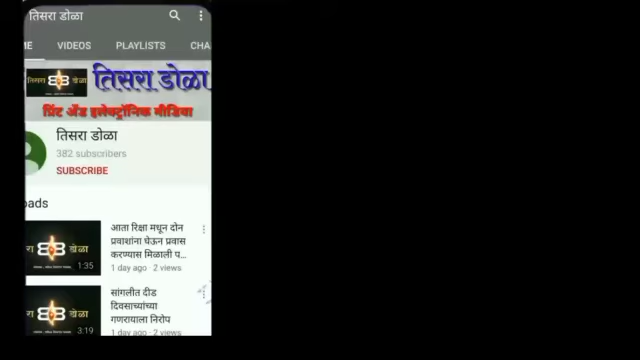 तिसरा डोळा
ME VIDEOS PLAYLISTS CHA
तिसरा डोळा तिसरा डोळा
प्रिंट अँड इलेक्ट्रॉनिक मीडिया
तिसरा डोळा
382 subscribers
SUBSCRIBE
oads
आता रिक्षा मधून दोन
प्रवाशांना घेऊन प्रवास
करण्यास मिळाली प...
रा डोळा
1:35
1 day ago · 2 views
सांगलीत दीड
दिवसाच्यांच्या
गणरायाला निरोप
रा डोळा
3:19
1 day ago · 2 views